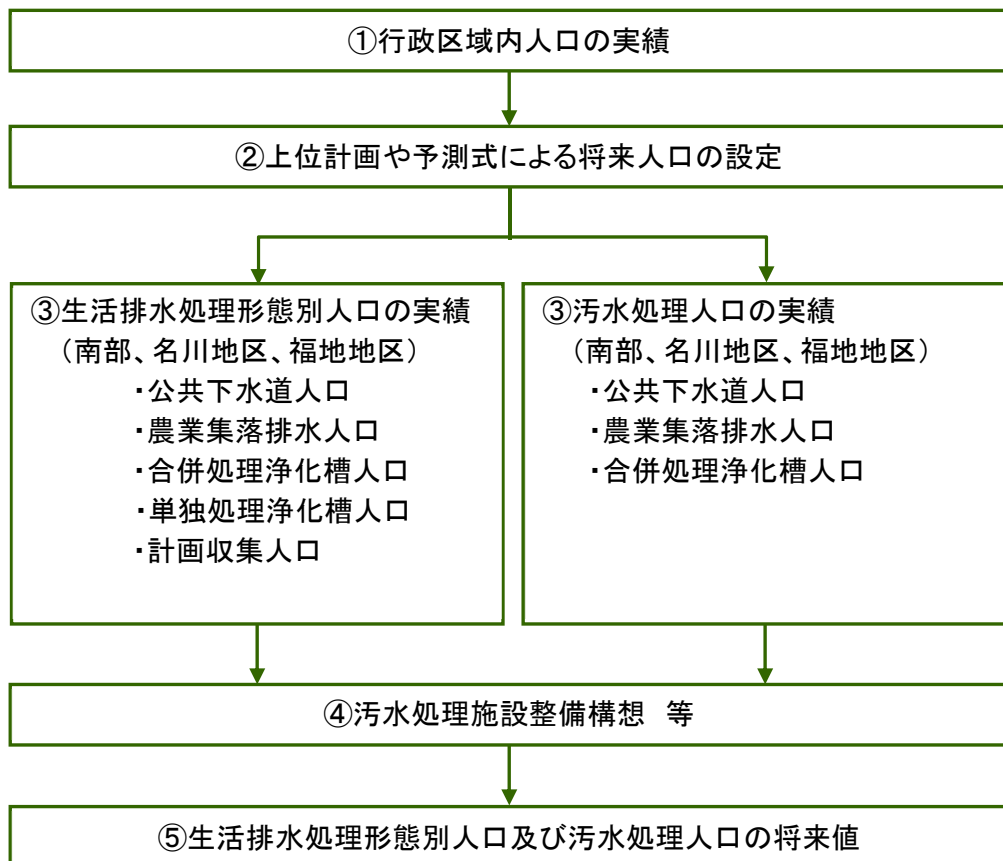 ①行政区域内人口の実績
②上位計画や予測式による将来人口の設定
③生活排水処理形態別人口の実績
（南部、名川地区、福地地区）
・公共下水道人口
・農業集落排水人口
・合併処理浄化槽人口
・単独処理浄化槽人口
・計画収集人口
③汚水処理人口の実績
（南部、名川地区、福地地区）
・公共下水道人口
・農業集落排水人口
・合併処理浄化槽人口
④汚水処理施設整備構想　等
⑤生活排水処理形態別人口及び汚水処理人口の将来値